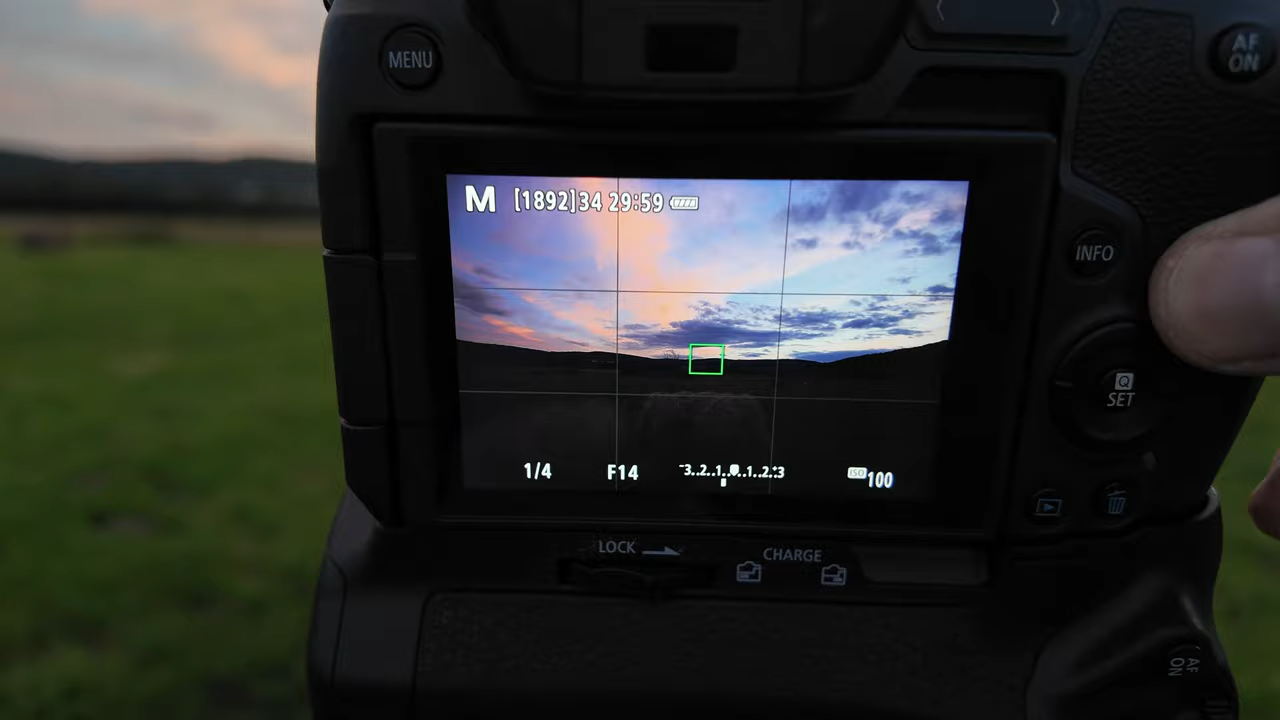 MENU
AF
ON
M [1892]34 29:59
INFO
Q
SET
1/4 F14 -3..2..1..0..1..2..+3 ISO 100
LOCK
CHARGE
AF
ON